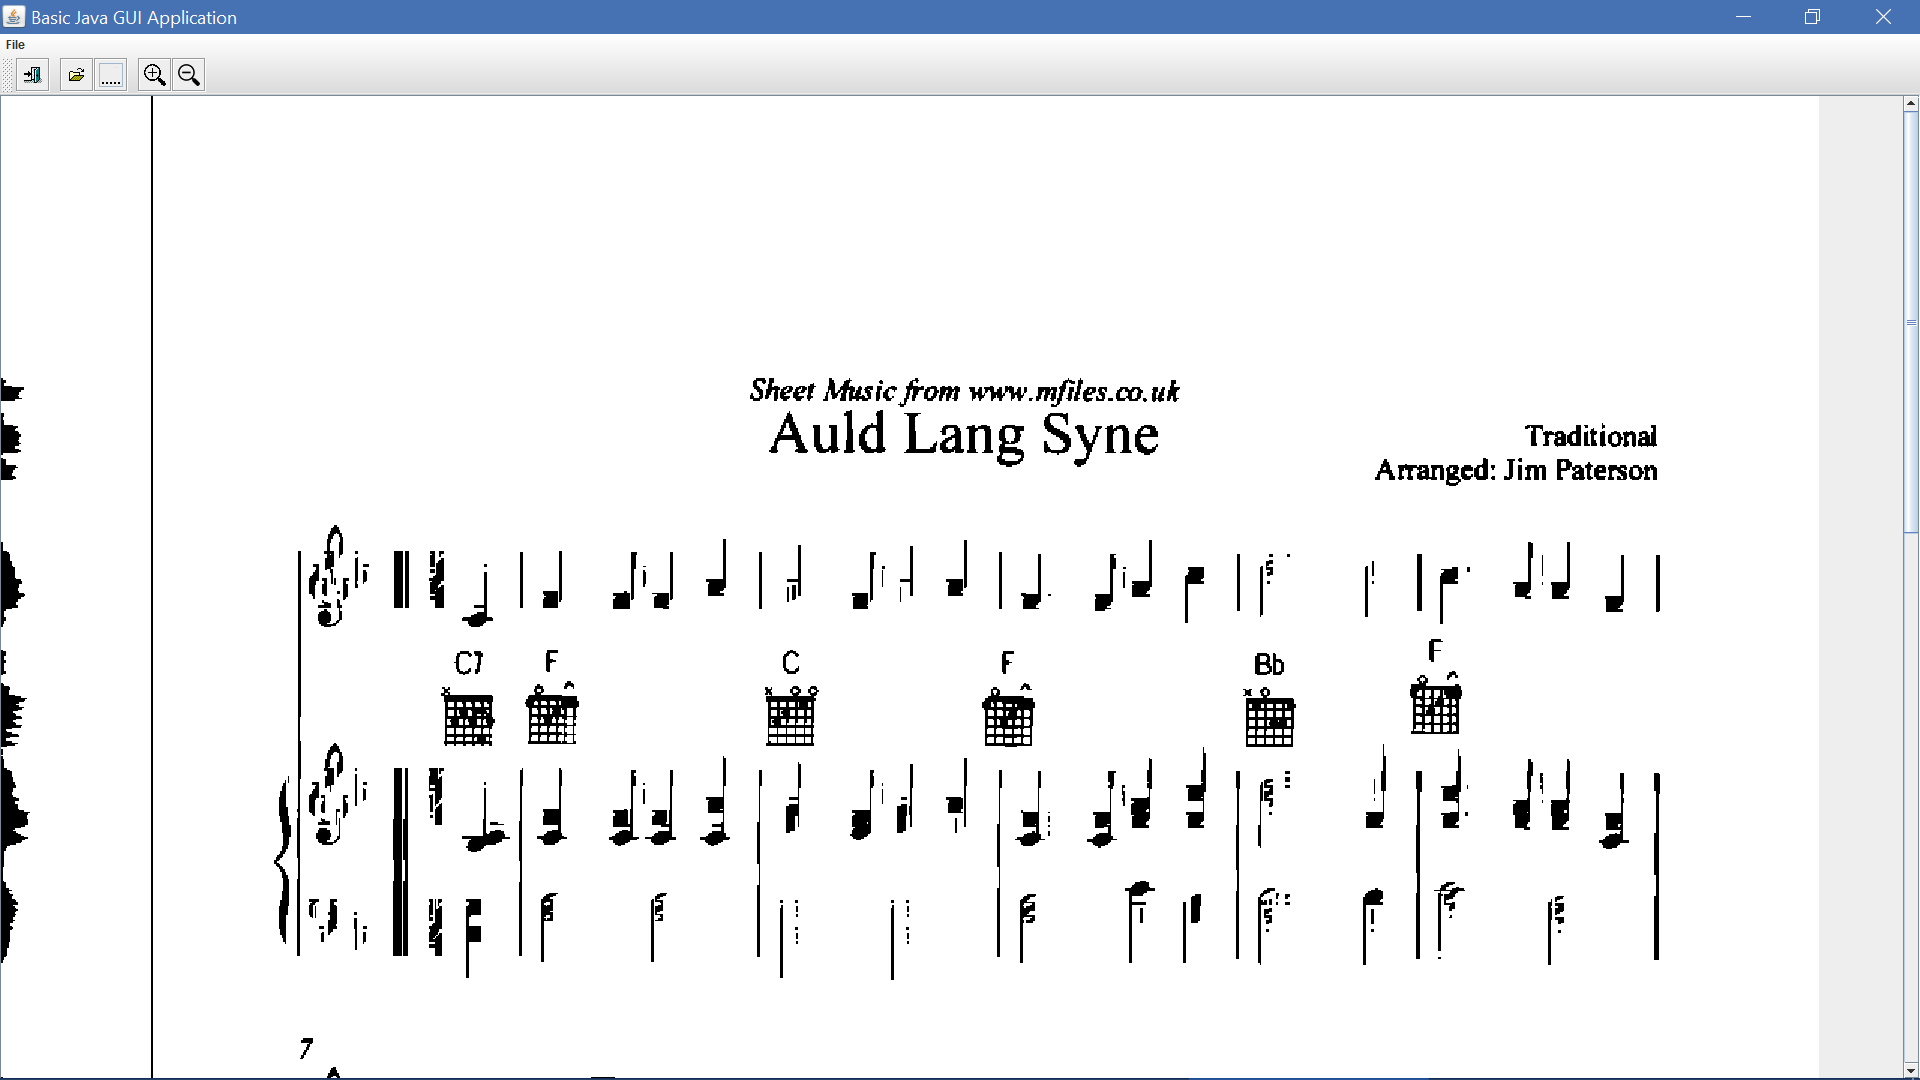 Basic Java GUI Application
File
Sheet Music from www.mfiles.co.uk
Auld Lang Syne
Traditional
Arranged: Jim Paterson
C7 F C F Bb F
7